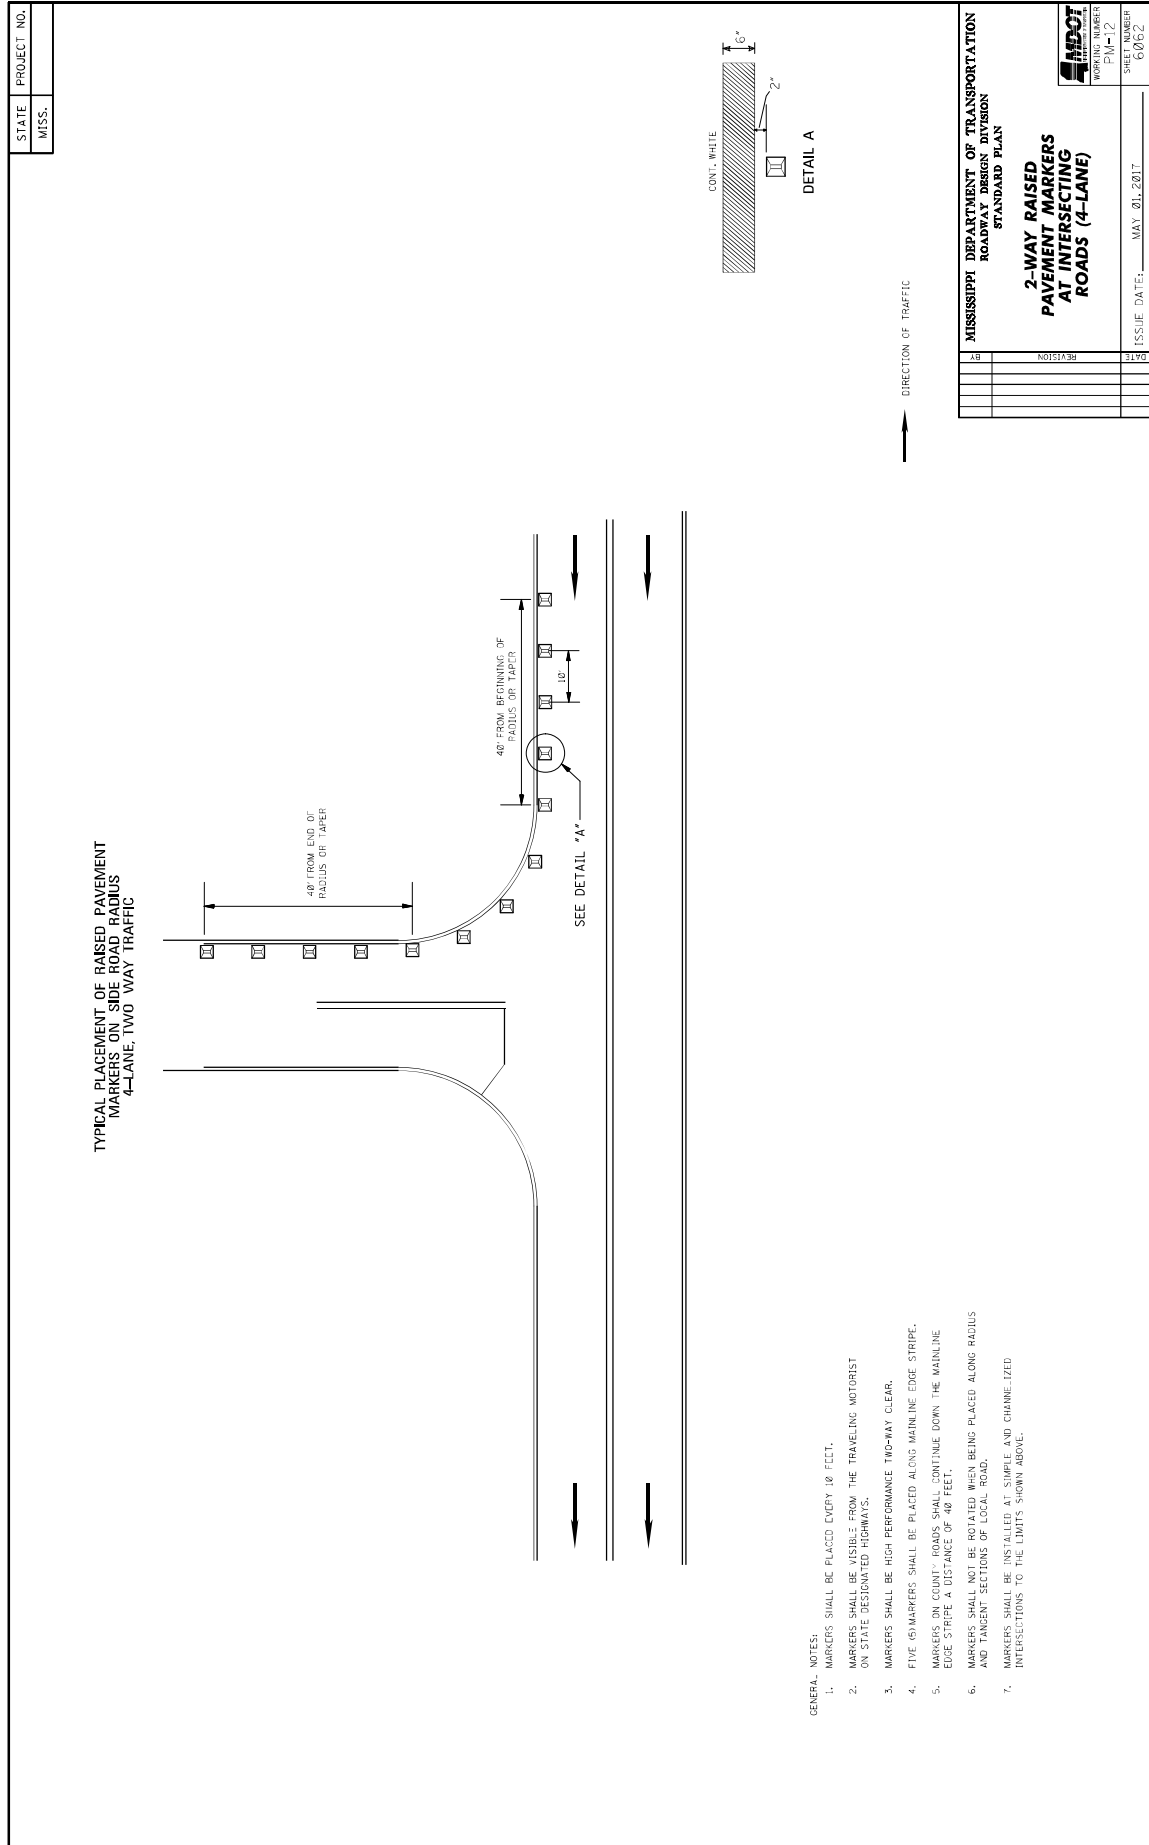 STATE PROJECT NO.
MISS.
TYPICAL PLACEMENT OF RAISED PAVEMENT
MARKERS ON SIDE ROAD RADIUS
4-LANE, TWO WAY TRAFFIC
40' FROM END OF
RADIUS OR TAPER
40' FROM BEGINNING OF
RADIUS OR TAPER
10'
SEE DETAIL "A"
CONT. WHITE
6"
2"
DETAIL A
DIRECTION OF TRAFFIC
GENERAL NOTES:
1. MARKERS SHALL BE PLACED EVERY 10 FEET.
2. MARKERS SHALL BE VISIBLE FROM THE TRAVELING MOTORIST
ON STATE DESIGNATED HIGHWAYS.
3. MARKERS SHALL BE HIGH PERFORMANCE TWO-WAY CLEAR.
4. FIVE (5) MARKERS SHALL BE PLACED ALONG MAINLINE EDGE STRIPE.
5. MARKERS ON COUNTY ROADS SHALL CONTINUE DOWN THE MAINLINE
EDGE STRIPE A DISTANCE OF 40 FEET.
6. MARKERS SHALL NOT BE ROTATED WHEN BEING PLACED ALONG RADIUS
AND TANGENT SECTIONS OF LOCAL ROAD.
7. MARKERS SHALL BE INSTALLED AT SIMPLE AND CHANNELIZED
INTERSECTIONS TO THE LIMITS SHOWN ABOVE.
BY
REVISION
DATE
MISSISSIPPI DEPARTMENT OF TRANSPORTATION
ROADWAY DESIGN DIVISION
STANDARD PLAN
2-WAY RAISED
PAVEMENT MARKERS
AT INTERSECTING
ROADS (4-LANE)
ISSUE DATE: MAY 01, 2017
MDOT
WORKING NUMBER
PM-12
SHEET NUMBER
6062